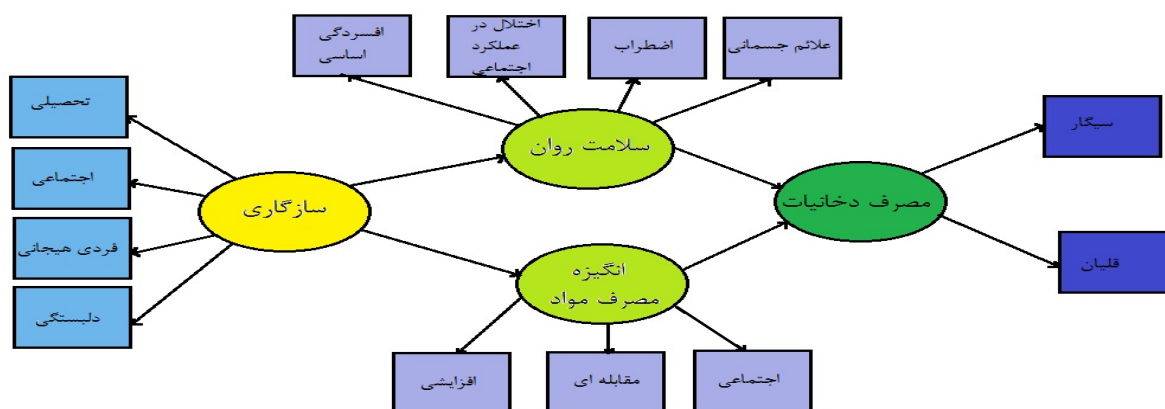 افسردگی
اساسی
اختلال در
عملکرد
اجتماعی
اضطراب
علائم جسمانی
تحصیلی
اجتماعی
فردی هیجانی
دلبستگی
سازگاری
سلامت روان
انگیزه
مصرف مواد
مصرف دخانیات
سیگار
قلیان
افزایشی
مقابله ای
اجتماعی